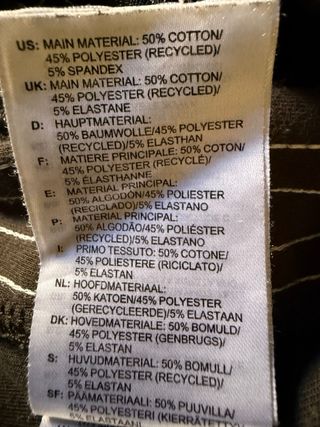 US: MAIN MATERIAL: 50% COTTON/
45% POLYESTER (RECYCLED)/
5% SPANDEX
UK: MAIN MATERIAL: 50% COTTON/
45% POLYESTER (RECYCLED)/
5% ELASTANE
D: HAUPTMATERIAL:
50% BAUMWOLLE/45% POLYESTER
(RECYCLED)/5% ELASTHAN
F: MATIERE PRINCIPALE: 50% COTON/
45% POLYESTER (RECYCLÉ)/
5% ÉLASTHANNE
E: MATERIAL PRINCIPAL:
50% ALGODÓN/45% POLIESTER
(RECICLADO)/5% ELASTANO
P: MATERIAL PRINCIPAL:
50% ALGODÃO/45% POLIÉSTER
(RECYCLED)/5% ELASTANO
I: PRIMO TESSUTO: 50% COTONE/
45% POLIESTERE (RICICLATO)/
5% ELASTAN
NL: HOOFDMATERIAAL:
50% KATOEN/45% POLYESTER
(GERECYCLEERDE)/5% ELASTAAN
DK: HOVEDMATERIALE: 50% BOMULD/
45% POLYESTER (GENBRUGS)/
5% ELASTAN
S: HUVUDMATERIAL: 50% BOMULL/
45% POLYESTER (RECYCLED)/
5% ELASTAN
SF: PÄÄMATERIAALI: 50% PUUVILLA/
45% POLYESTERI (KIERRÄTETTY)/
5% ELASTAANI